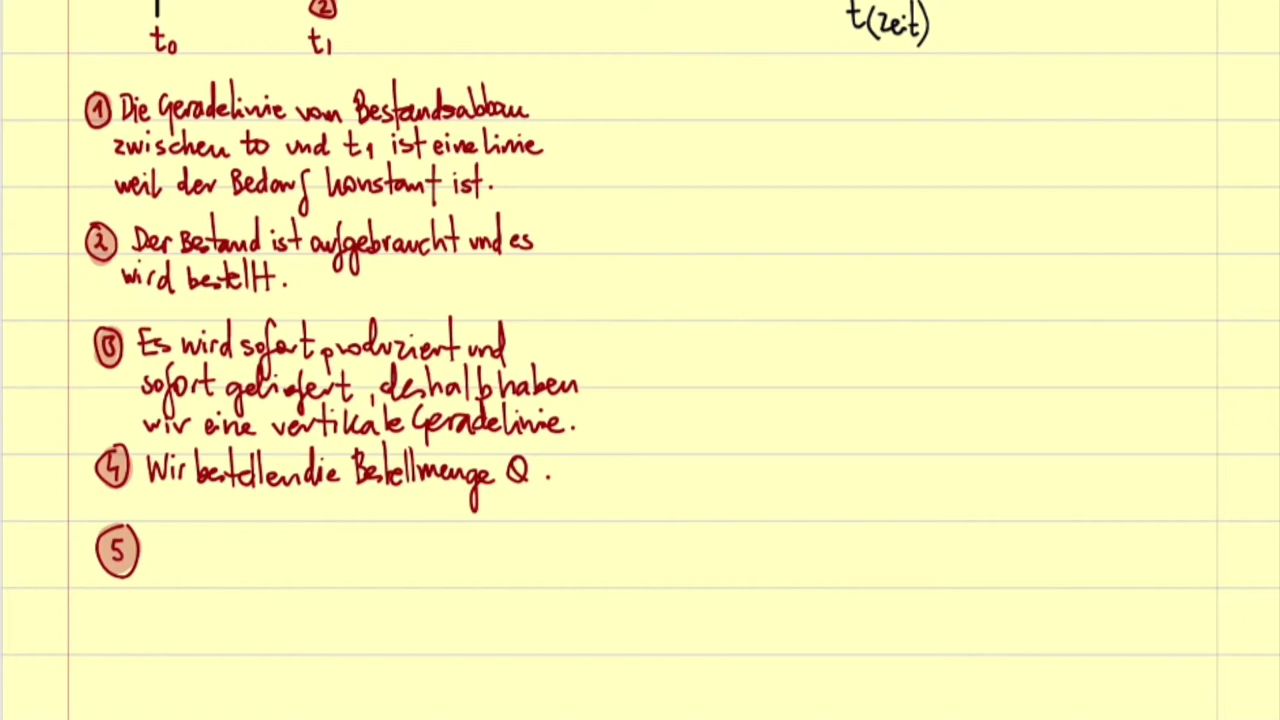 ②
t₀ t₁ t(zeit)
① Die Geradelinie vom Bestandsabbau
zwischen t0 und t₁ ist eine linie
weil der Bedarf konstant ist.
② Der Bestand ist aufgebraucht und es
wird bestellt.
③ Es wird sofort produziert und
sofort geliefert, deshalb haben
wir eine vertikale Geradelinie.
④ Wir bestellen die Bestellmenge Q.
⑤